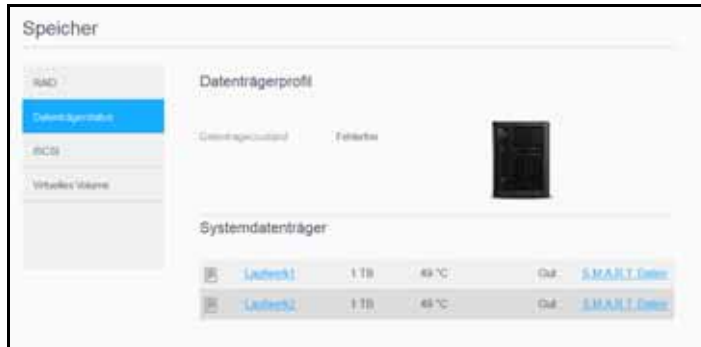 Speicher
RAID
Datenträgerstatus
iSCSI
Virtuelles Volume
Datenträgerprofil
Datenträgerzustand Fehlerfrei
Systemdatenträger
Laufwerk1 1 TB 49 °C Gut S.M.A.R.T. Daten
Laufwerk2 1 TB 48 °C Gut S.M.A.R.T. Daten